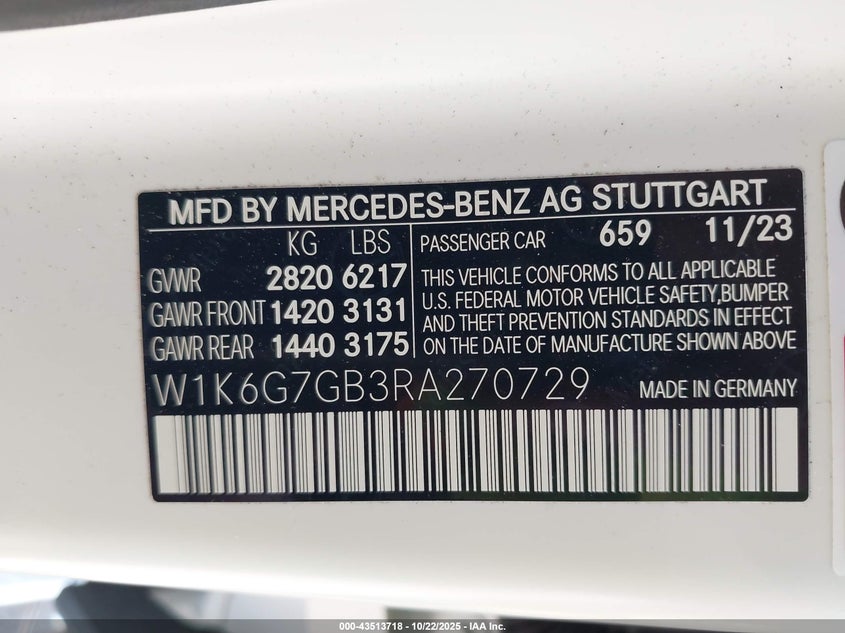 MFD BY MERCEDES-BENZ AG STUTTGART
KG LBS
GVWR 2820 6217
GAWR FRONT 1420 3131
GAWR REAR 1440 3175
PASSENGER CAR 659 11/23
THIS VEHICLE CONFORMS TO ALL APPLICABLE
U.S. FEDERAL MOTOR VEHICLE SAFETY,BUMPER
AND THEFT PREVENTION STANDARDS IN EFFECT
ON THE DATE OF MANUFACTURE SHOWN ABOVE
W1K6G7GB3RA270729 MADE IN GERMANY
000-43513718 - 10/22/2025 - IAA Inc.